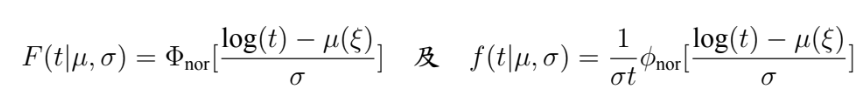 F(t|μ, σ) = Φ_nor[(log(t) − μ(ξ))/σ] 及 f(t|μ, σ) = 1/(σt) ϕ_nor[(log(t) − μ(ξ))/σ]